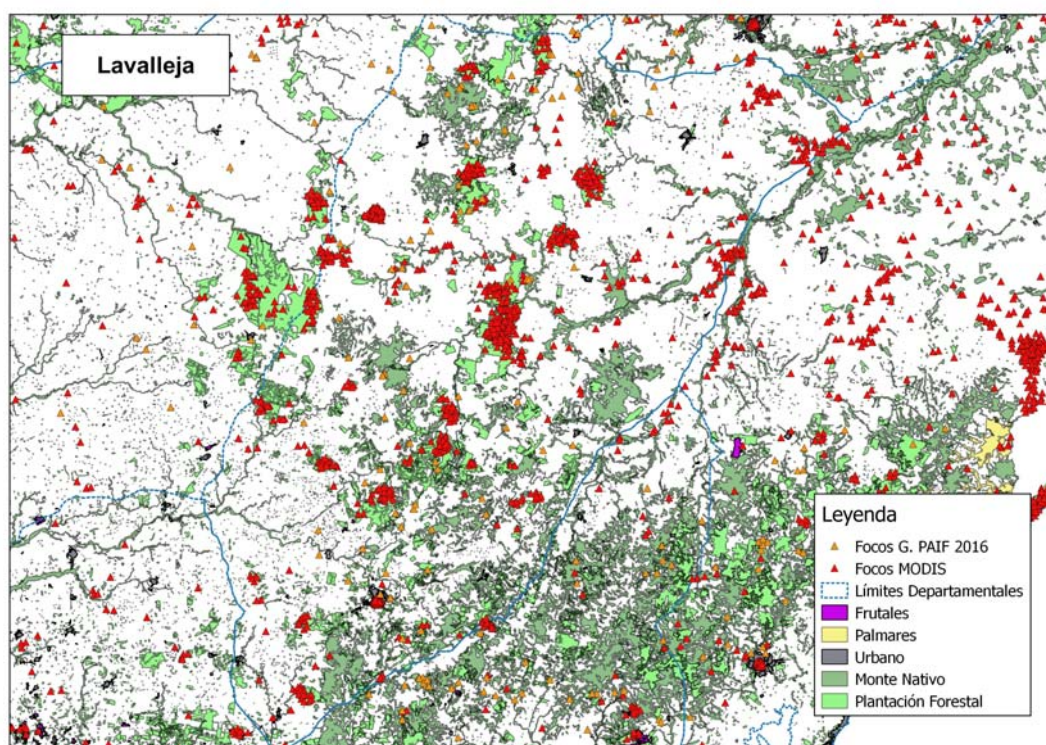 Lavalleja
Leyenda
Focos G. PAIF 2016
Focos MODIS
Límites Departamentales
Frutales
Palmares
Urbano
Monte Nativo
Plantación Forestal